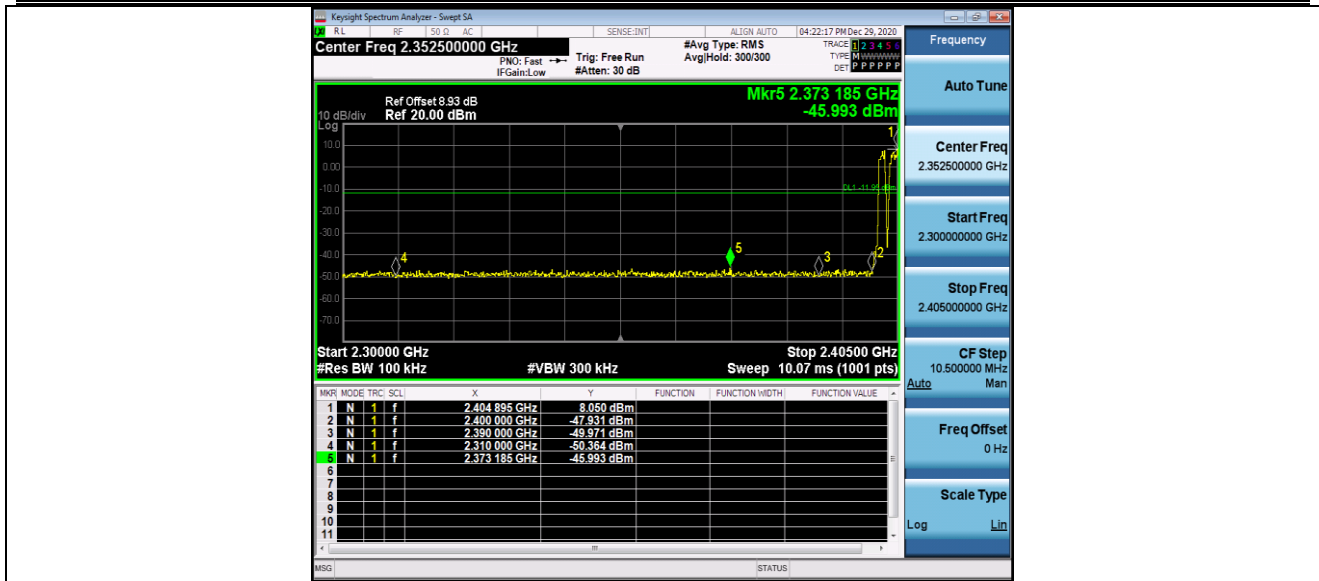 Keysight Spectrum Analyzer - Swept SA
RL RF 50 Ω AC SENSE:INT ALIGN AUTO 04:22:17 PM Dec 29, 2020
Center Freq 2.352500000 GHz
PNO: Fast
IFGain:Low
Trig: Free Run
#Atten: 30 dB
#Avg Type: RMS
Avg|Hold: 300/300
TRACE 1 2 3 4 5 6
TYPE M W W W W W
DET P P P P P P
Mkr5 2.373 185 GHz
-45.993 dBm
Ref Offset 8.93 dB
10 dB/div Ref 20.00 dBm
Log
10.0
0.00
-10.0
-20.0
-30.0
-40.0
-50.0
-60.0
-70.0
DL1 -11.95 dBm
1
2
3
4
5
Start 2.30000 GHz Stop 2.40500 GHz
#Res BW 100 kHz #VBW 300 kHz Sweep 10.07 ms (1001 pts)
MKR MODE TRC SCL X Y FUNCTION FUNCTION WIDTH FUNCTION VALUE
1 N 1 f 2.404 895 GHz 8.050 dBm
2 N 1 f 2.400 000 GHz -47.931 dBm
3 N 1 f 2.390 000 GHz -49.971 dBm
4 N 1 f 2.310 000 GHz -50.364 dBm
5 N 1 f 2.373 185 GHz -45.993 dBm
6
7
8
9
10
11
MSG STATUS
Frequency
Auto Tune
Center Freq
2.352500000 GHz
Start Freq
2.300000000 GHz
Stop Freq
2.405000000 GHz
CF Step
10.500000 MHz
Auto Man
Freq Offset
0 Hz
Scale Type
Log Lin